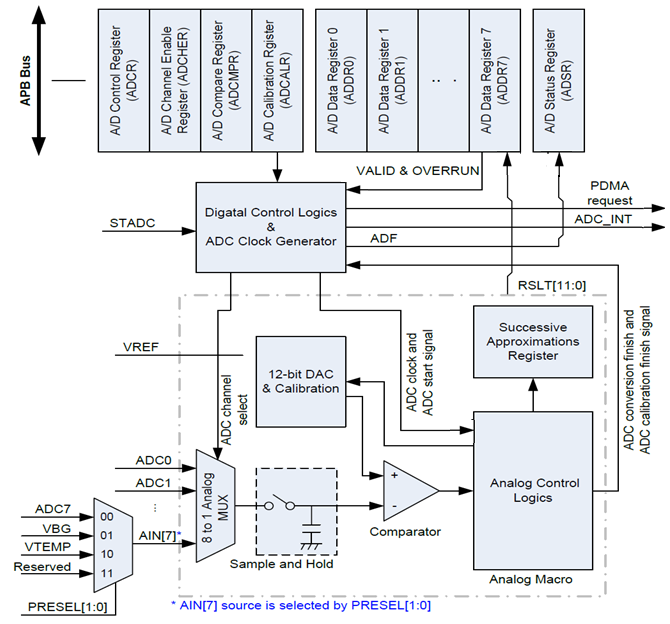 APB Bus
A/D Control Register
(ADCR)
A/D Channel Enable
Register (ADCHER)
A/D Compare Register
(ADCMPR)
A/D Calibration Rgister
(ADCALR)
A/D Data Register 0
(ADDR0)
A/D Data Register 1
(ADDR1)
. .
A/D Data Register 7
(ADDR7)
A/D Status Register
(ADSR)
VALID & OVERRUN
PDMA
request
ADC_INT
ADF
STADC
Digatal Control Logics
&
ADC Clock Generator
RSLT[11:0]
VREF
ADC channel
select
12-bit DAC
& Calibration
ADC clock and
ADC start signal
Successive
Approximations
Register
ADC conversion finish and
ADC calibration finish signal
ADC0
ADC1
...
8 to 1 Analog
MUX
+
-
Comparator
Analog Control
Logics
Sample and Hold
Analog Macro
ADC7
VBG
VTEMP
Reserved
00
01
10
11
AIN[7]*
PRESEL[1:0]
* AIN[7] source is selected by PRESEL[1:0]